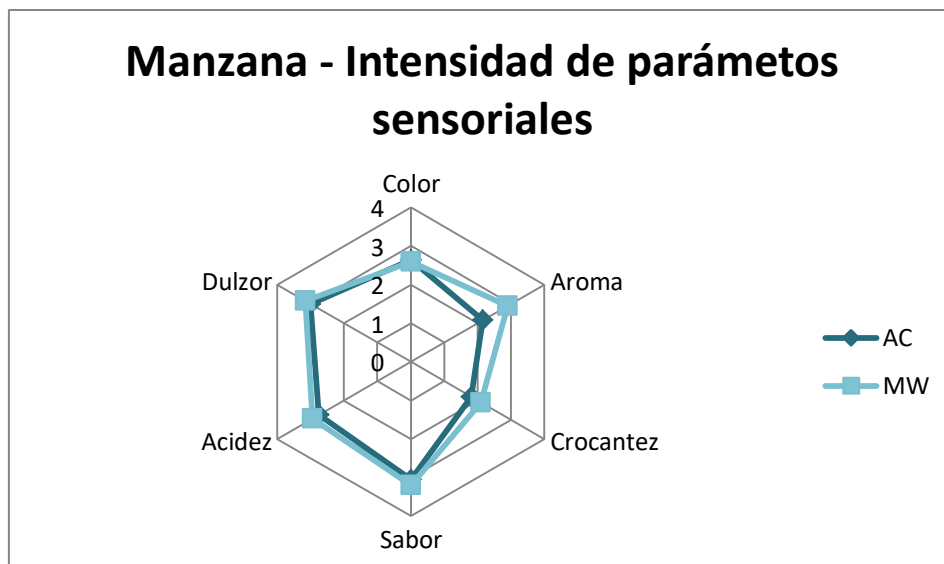 Manzana - Intensidad de parámetos
sensoriales
Color
4
3
2
1
0
Aroma
Crocantez
Sabor
Acidez
Dulzor
AC
MW